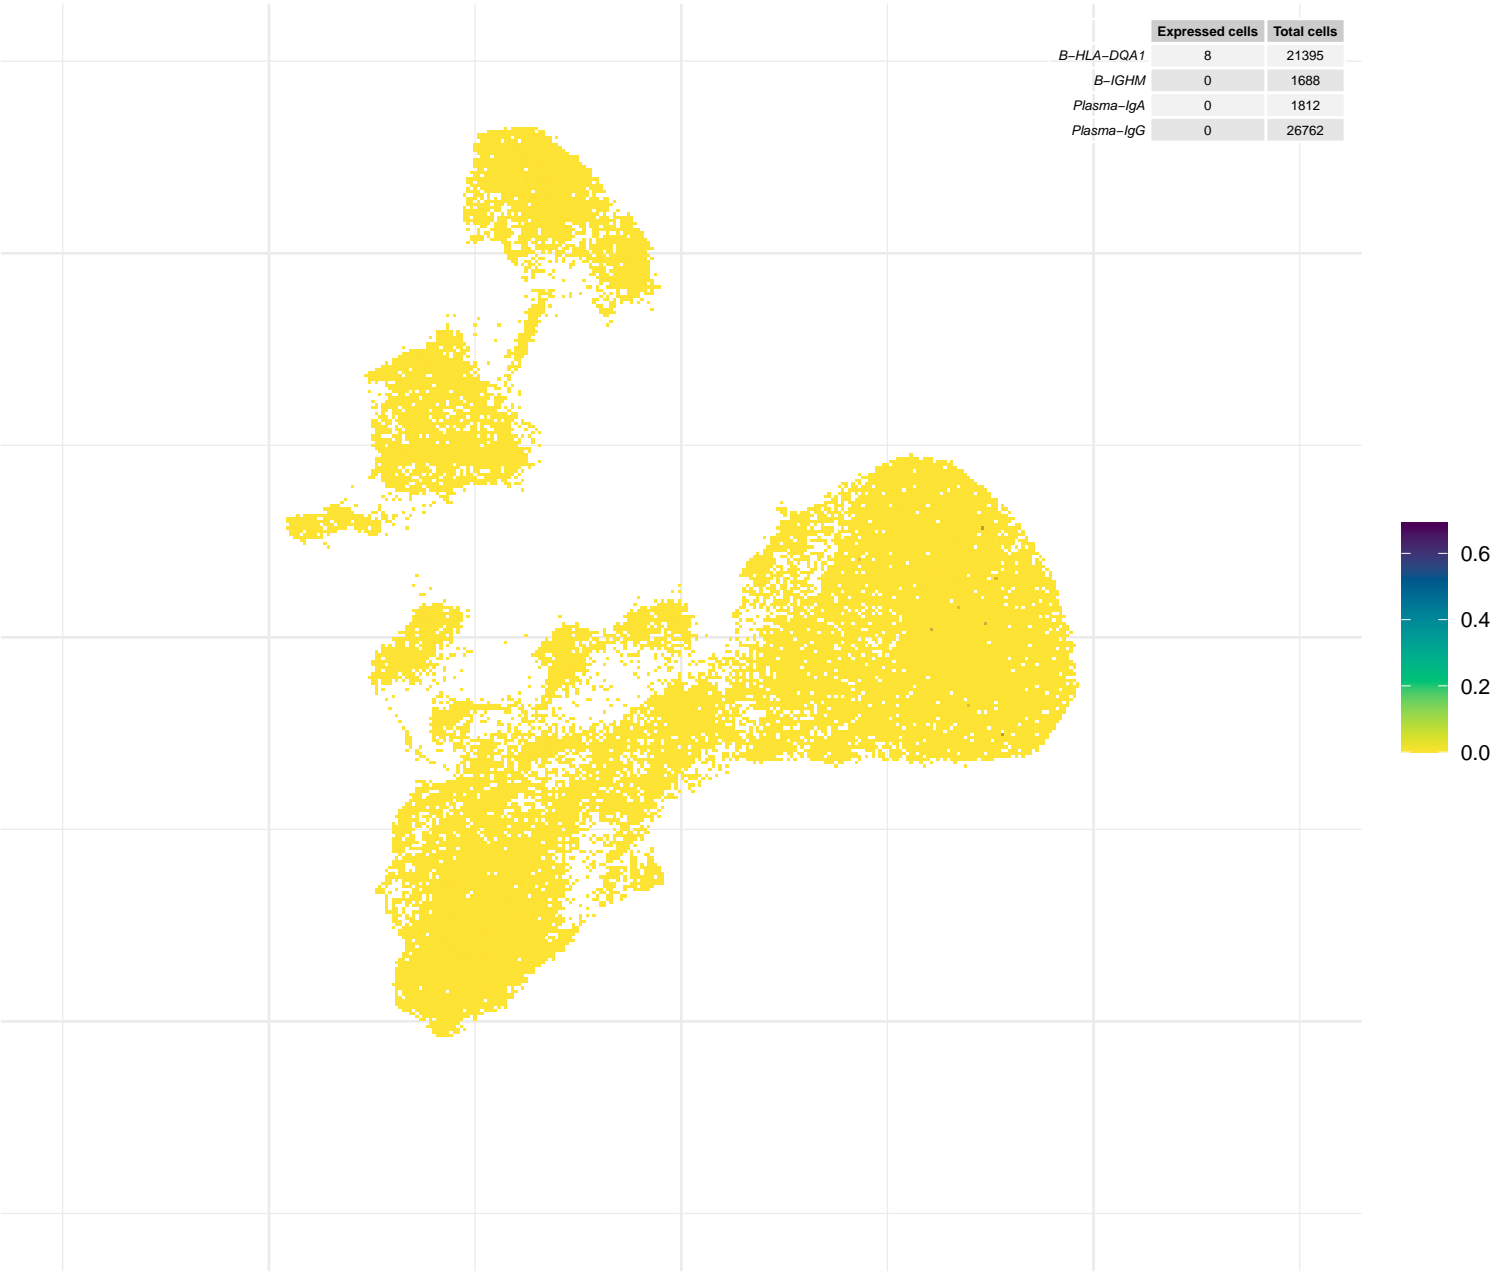 Expressed cells Total cells
B−HLA−DQA1 8 21395
B−IGHM 0 1688
Plasma−IgA 0 1812
Plasma−IgG 0 26762
0.6
0.4
0.2
0.0